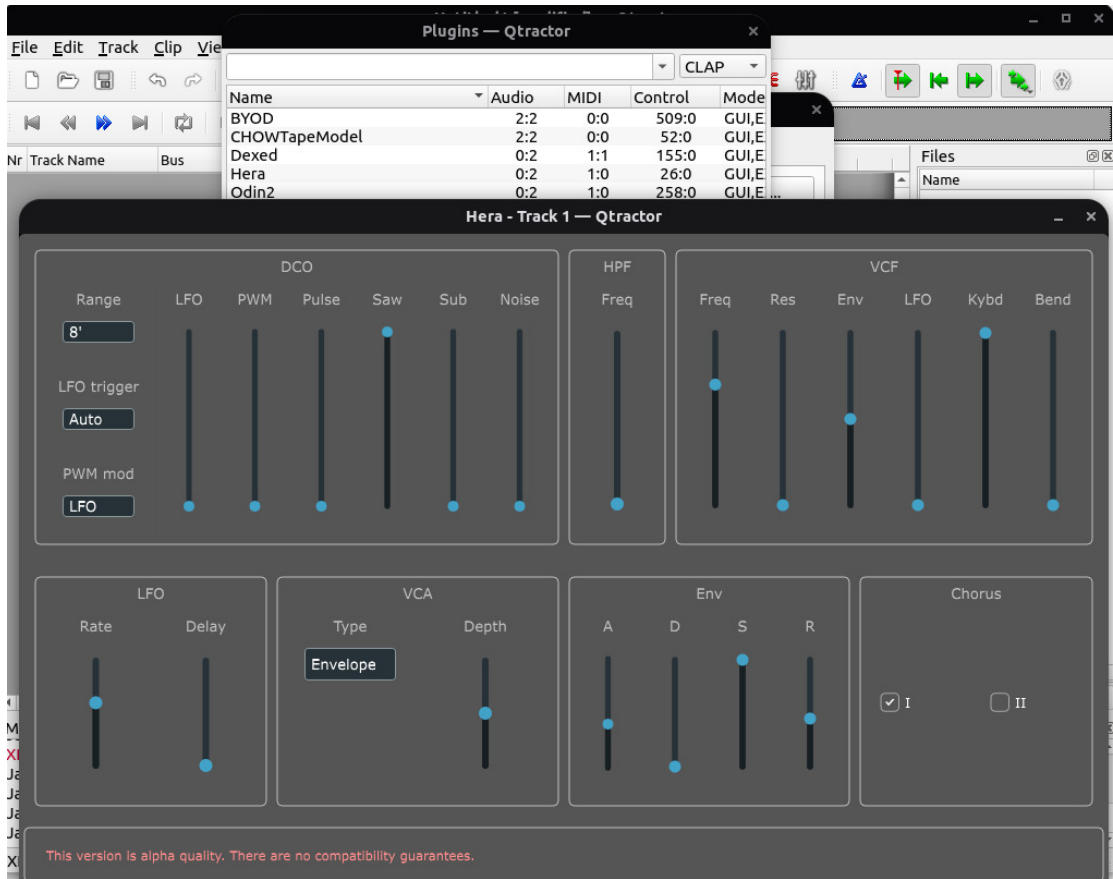 Plugins — Qtractor
File Edit Track Clip Vie
CLAP
Name Audio MIDI Control Mode
BYOD 2:2 0:0 509:0 GUI,E
CHOWTapeModel 2:2 0:0 52:0 GUI,E
Dexed 0:2 1:1 155:0 GUI,E
Hera 0:2 1:0 26:0 GUI,E
Odin2 0:2 1:0 258:0 GUI,E...
Nr Track Name Bus
Files
Name
Hera - Track 1 — Qtractor
DCO HPF VCF
Range LFO PWM Pulse Saw Sub Noise Freq Freq Res Env LFO Kybd Bend
8'
LFO trigger
Auto
PWM mod
LFO
LFO VCA Env Chorus
Rate Delay Type Depth A D S R
Envelope
I II
This version is alpha quality. There are no compatibility guarantees.